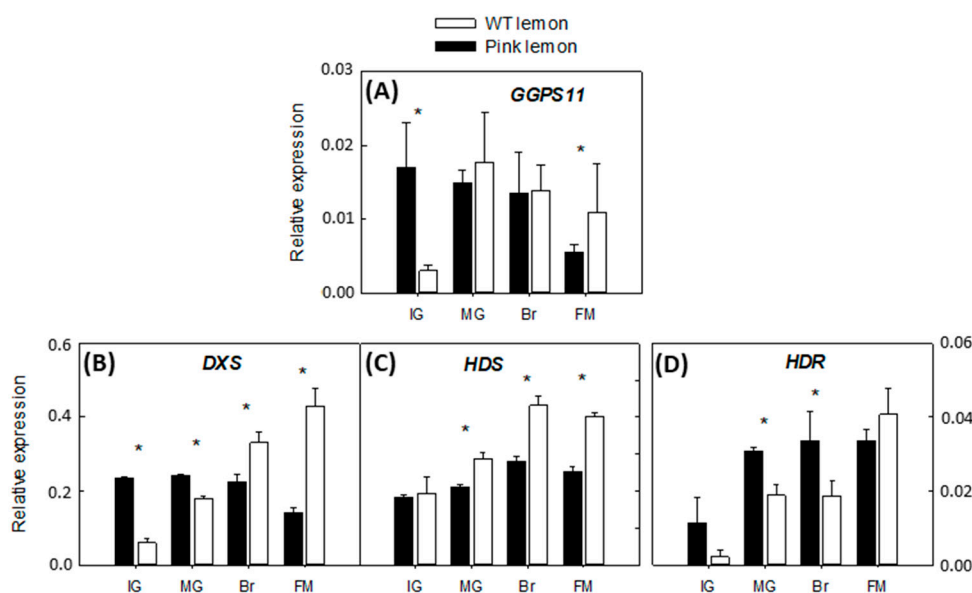 WT lemon
Pink lemon
(A)
GGPS11
Relative expression
0.03
0.02
0.01
0.00
*
*
IG MG Br FM
(B)
DXS
Relative expression
0.6
0.4
0.2
0.0
*
*
*
*
IG MG Br FM
(C)
HDS
*
*
*
IG MG Br FM
(D)
HDR
*
*
0.06
0.04
0.02
0.00
IG MG Br FM